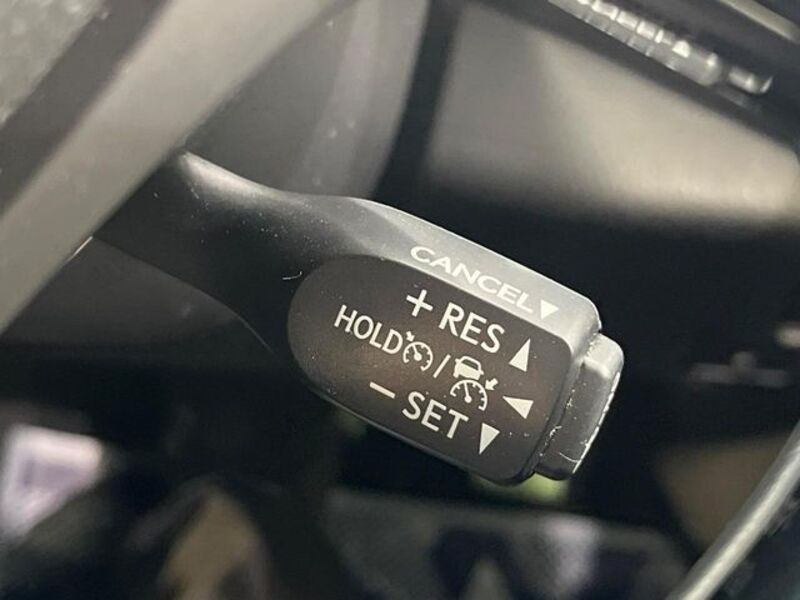 CANCEL▼
+ RES ▲
HOLD / ◀
− SET ▼